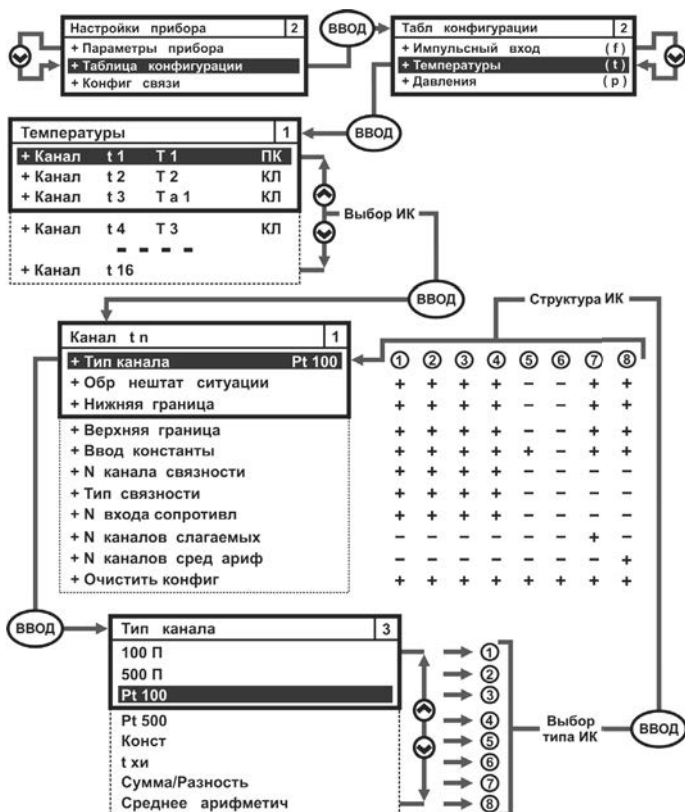 Настройки прибора 2
+ Параметры прибора
+ Таблица конфигурации
+ Конфиг связи
ВВОД
Табл конфигурации 2
+ Импульсный вход (f)
+ Температуры (t)
+ Давления (p)
ВВОД
Температуры 1
+ Канал t 1 T 1 ПК
+ Канал t 2 T 2 КЛ
+ Канал t 3 T a 1 КЛ
+ Канал t 4 T 3 КЛ
- - - -
+ Канал t 16
Выбор ИК
ВВОД
Структура ИК
Канал t n 1
+ Тип канала Pt 100 1 2 3 4 5 6 7 8
+ Обр нештат ситуации + + + + – – + +
+ Нижняя граница + + + + – – + +
+ Верхняя граница + + + + – – + +
+ Ввод константы + + + + + – + +
+ N канала связности + + + + – – – –
+ Тип связности + + + + – – – –
+ N входа сопротивл + + + + – – – –
+ N каналов слагаемых – – – – – – + –
+ N каналов сред ариф – – – – – – – +
+ Очистить конфиг + + + + + + + +
ВВОД
Тип канала 3
100 П 1
500 П 2
Pt 100 3
Pt 500 4
Конст 5
t хи 6
Сумма/Разность 7
Среднее арифметич 8
Выбор типа ИК
ВВОД